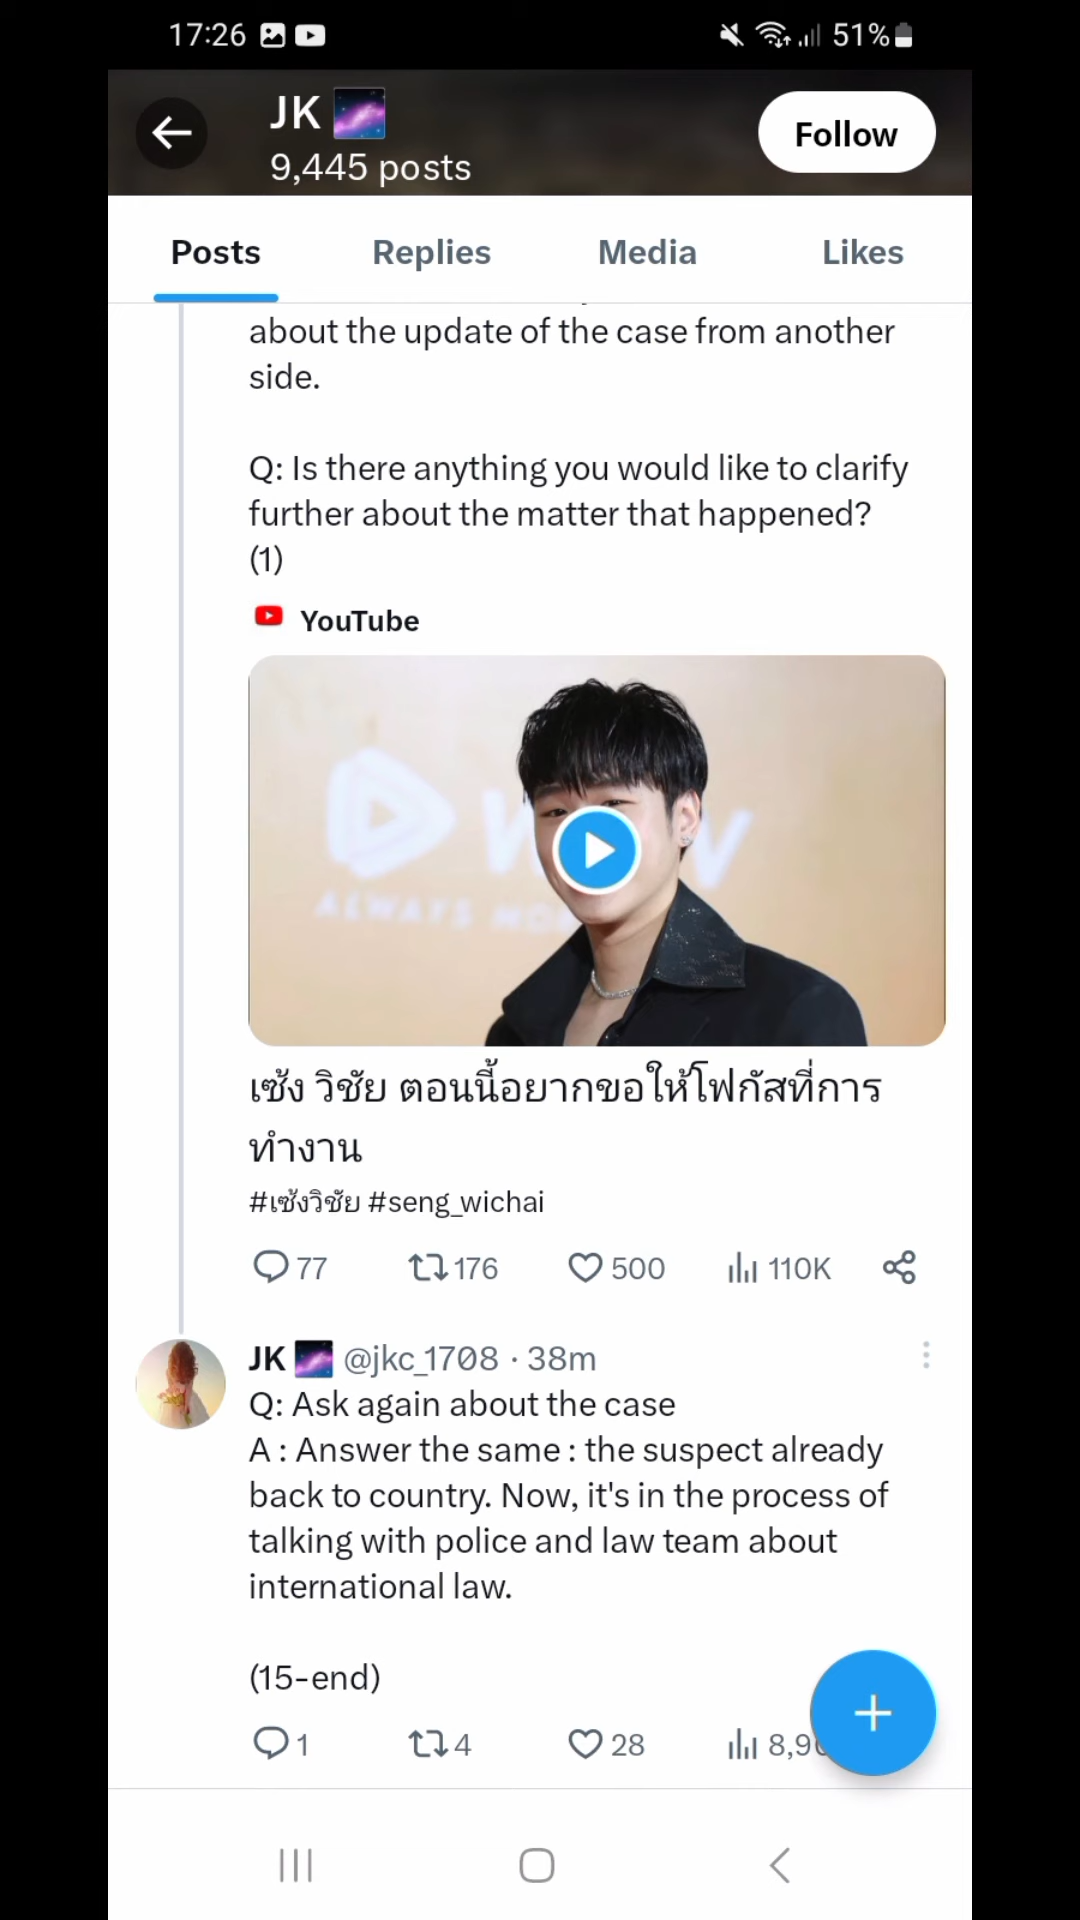 17:26
51%
JK
9,445 posts
Follow
Posts
Replies
Media
Likes
about the update of the case from another
side.
Q: Is there anything you would like to clarify
further about the matter that happened?
(1)
YouTube
ALWAYS
เซ้ง วิชัย ตอนนี้อยากขอให้โฟกัสที่การ
ทำงาน
#เซ้งวิชัย #seng_wichai
77
176
500
110K
JK @jkc_1708 · 38m
Q: Ask again about the case
A : Answer the same : the suspect already
back to country. Now, it's in the process of
talking with police and law team about
international law.
(15-end)
1
4
28